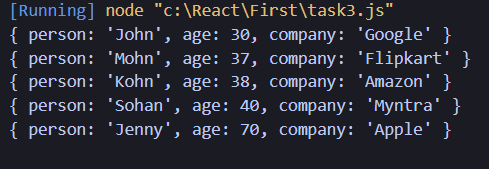 [Running] node "c:\React\First\task3.js"
{ person: 'John', age: 30, company: 'Google' }
{ person: 'Mohn', age: 37, company: 'Flipkart' }
{ person: 'Kohn', age: 38, company: 'Amazon' }
{ person: 'Sohan', age: 40, company: 'Myntra' }
{ person: 'Jenny', age: 70, company: 'Apple' }